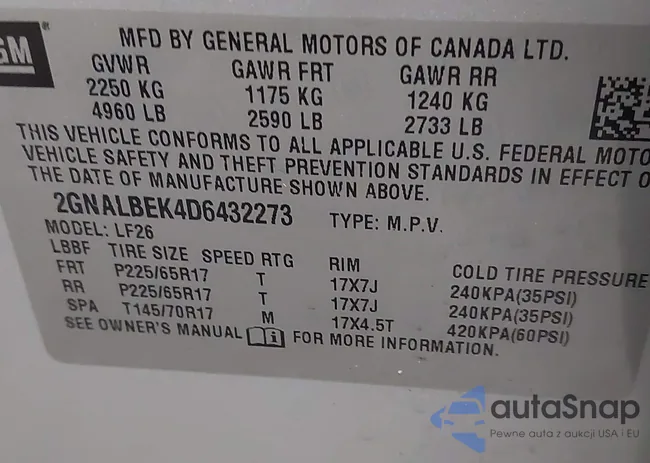 GM
MFD BY GENERAL MOTORS OF CANADA LTD.
GVWR GAWR FRT GAWR RR
2250 KG 1175 KG 1240 KG
4960 LB 2590 LB 2733 LB
THIS VEHICLE CONFORMS TO ALL APPLICABLE U.S. FEDERAL MOTO
VEHICLE SAFETY AND THEFT PREVENTION STANDARDS IN EFFECT O
THE DATE OF MANUFACTURE SHOWN ABOVE.
2GNALBEK4D6432273 TYPE: M.P.V.
MODEL: LF26
LBBF TIRE SIZE SPEED RTG RIM COLD TIRE PRESSURE
FRT P225/65R17 T 17X7J 240KPA(35PSI)
RR P225/65R17 T 17X7J 240KPA(35PSI)
SPA T145/70R17 M 17X4.5T 420KPA(60PSI)
SEE OWNER'S MANUAL FOR MORE INFORMATION.
autaSnap
Pewne auta z aukcji USA i EU